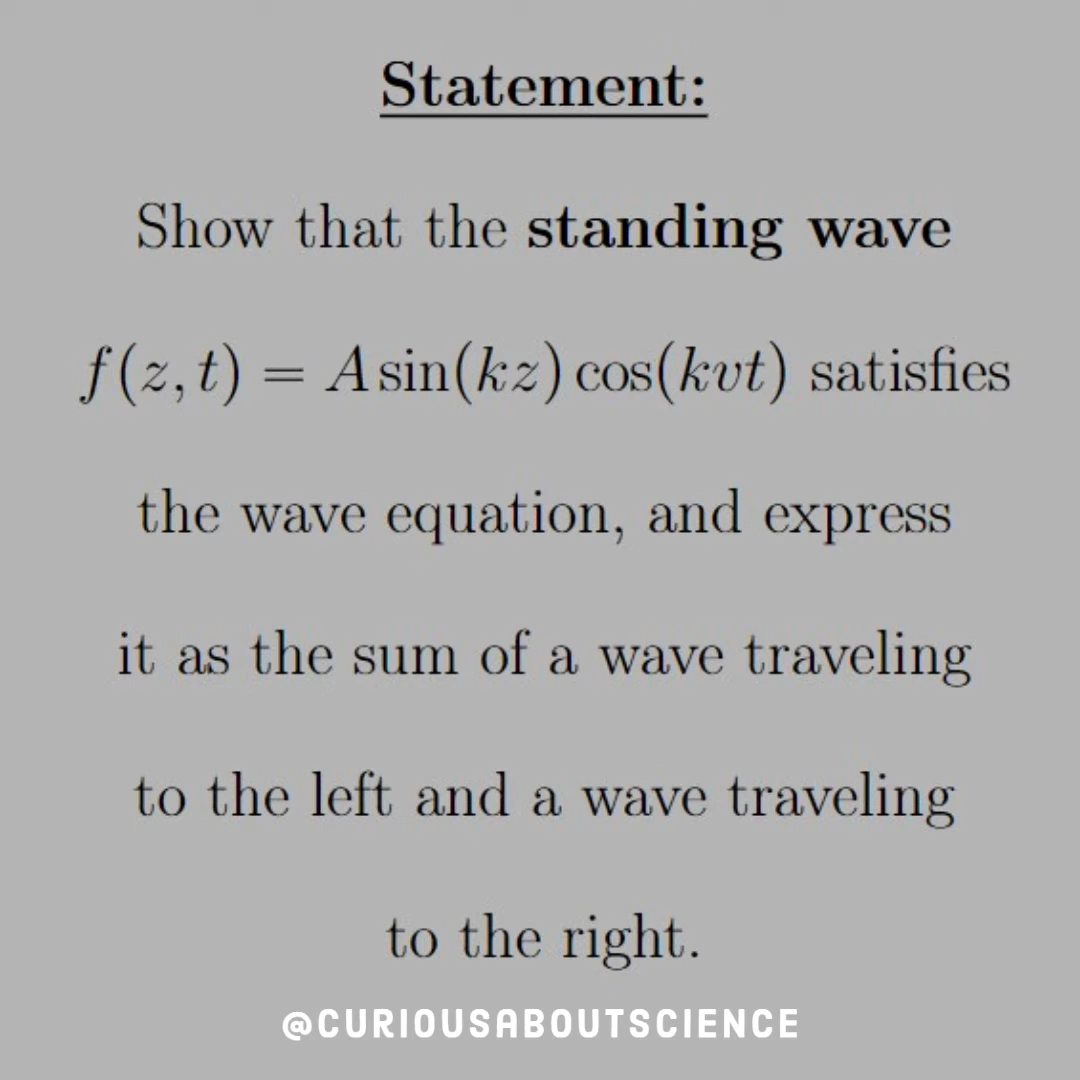 Statement:
Show that the standing wave
f(z, t) = A sin(kz) cos(kvt) satisfies
the wave equation, and express
it as the sum of a wave traveling
to the left and a wave traveling
to the right.
@CURIOUSABOUTSCIENCE